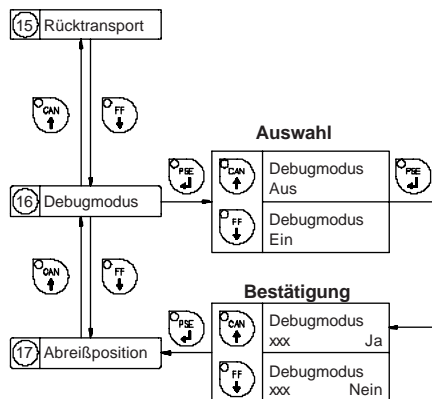 15 Rücktransport
CAN FF
Auswahl
PSE CAN Debugmodus Aus PSE
16 Debugmodus
FF Debugmodus Ein
CAN FF
Bestätigung
PSE CAN Debugmodus
xxx Ja
17 Abreißposition
FF Debugmodus
xxx Nein